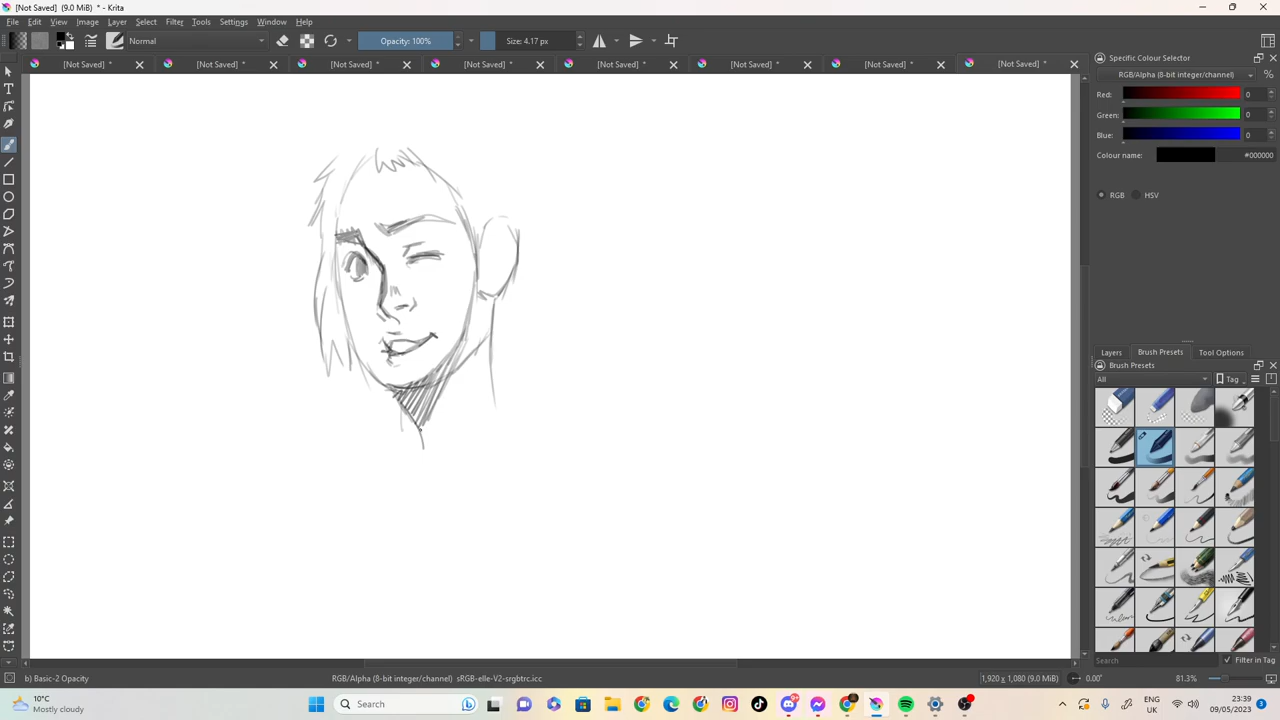 [Not Saved] (9.0 MiB) * - Krita
File Edit View Image Layer Select Filter Tools Settings Window Help
Normal Opacity: 100% Size: 4.17 px
[Not Saved] * [Not Saved] * [Not Saved] * [Not Saved] * [Not Saved] * [Not Saved] * [Not Saved] * [Not Saved] *
Specific Colour Selector
RGB/Alpha (8-bit integer/channel) %
Red: 0
Green: 0
Blue: 0
Colour name: #000000
RGB HSV
Layers Brush Presets Tool Options
Brush Presets
All Tag
Search Filter in Tag
b) Basic-2 Opacity RGB/Alpha (8-bit integer/channel) sRGB-elle-V2-srgbtrc.icc 1,920 x 1,080 (9.0 MiB) 0.00° 81.3%
10°C
Mostly cloudy
Search
ENG
UK
23:39
09/05/2023